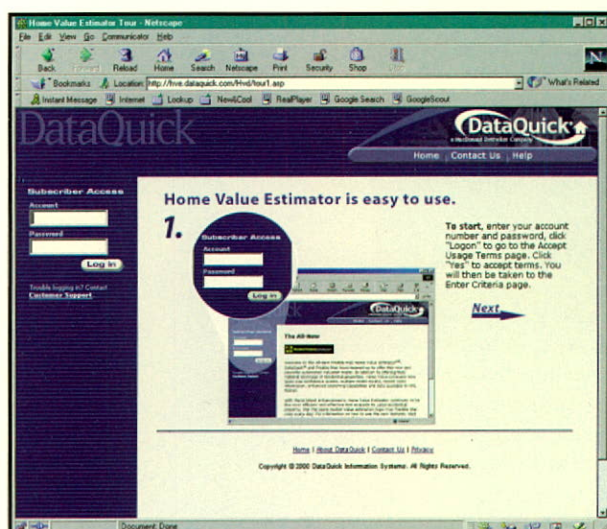 Home Value Estimator Tour - Netscape
File Edit View Go Communicator Help
Back Forward Reload Home Search Netscape Print Security Shop Stop
Bookmarks Location: http://hve.dataquick.com/Hve6/tour1.asp What's Related
Instant Message Internet Lookup New&Cool RealPlayer Google Search GoogleScout
DataQuick
DataQuick
Home Contact Us Help
Subscriber Access
Account
Password
Log in
Trouble logging in? Contact
Customer Support.
Home Value Estimator is easy to use.
1.
Subscriber Access
Account
Password
Log in
DataQuick
The All-New
To start, enter your account
number and password, click
"Logon" to go to the Accept
Usage Terms page. Click
"Yes" to accept terms. You
will then be taken to the
Enter Criteria page.
Next
Home | About DataQuick | Contact Us | Privacy
Copyright © 2000 DataQuick Information Systems. All Rights Reserved.
Document: Done